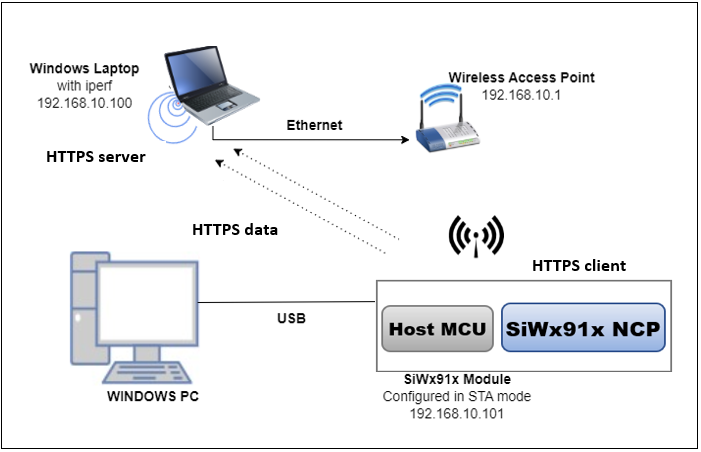 Windows Laptop
with iperf
192.168.10.100
HTTPS server
Ethernet
Wireless Access Point
192.168.10.1
HTTPS data
HTTPS client
USB
Host MCU
SiWx91x NCP
WINDOWS PC
SiWx91x Module
Configured in STA mode
192.168.10.101